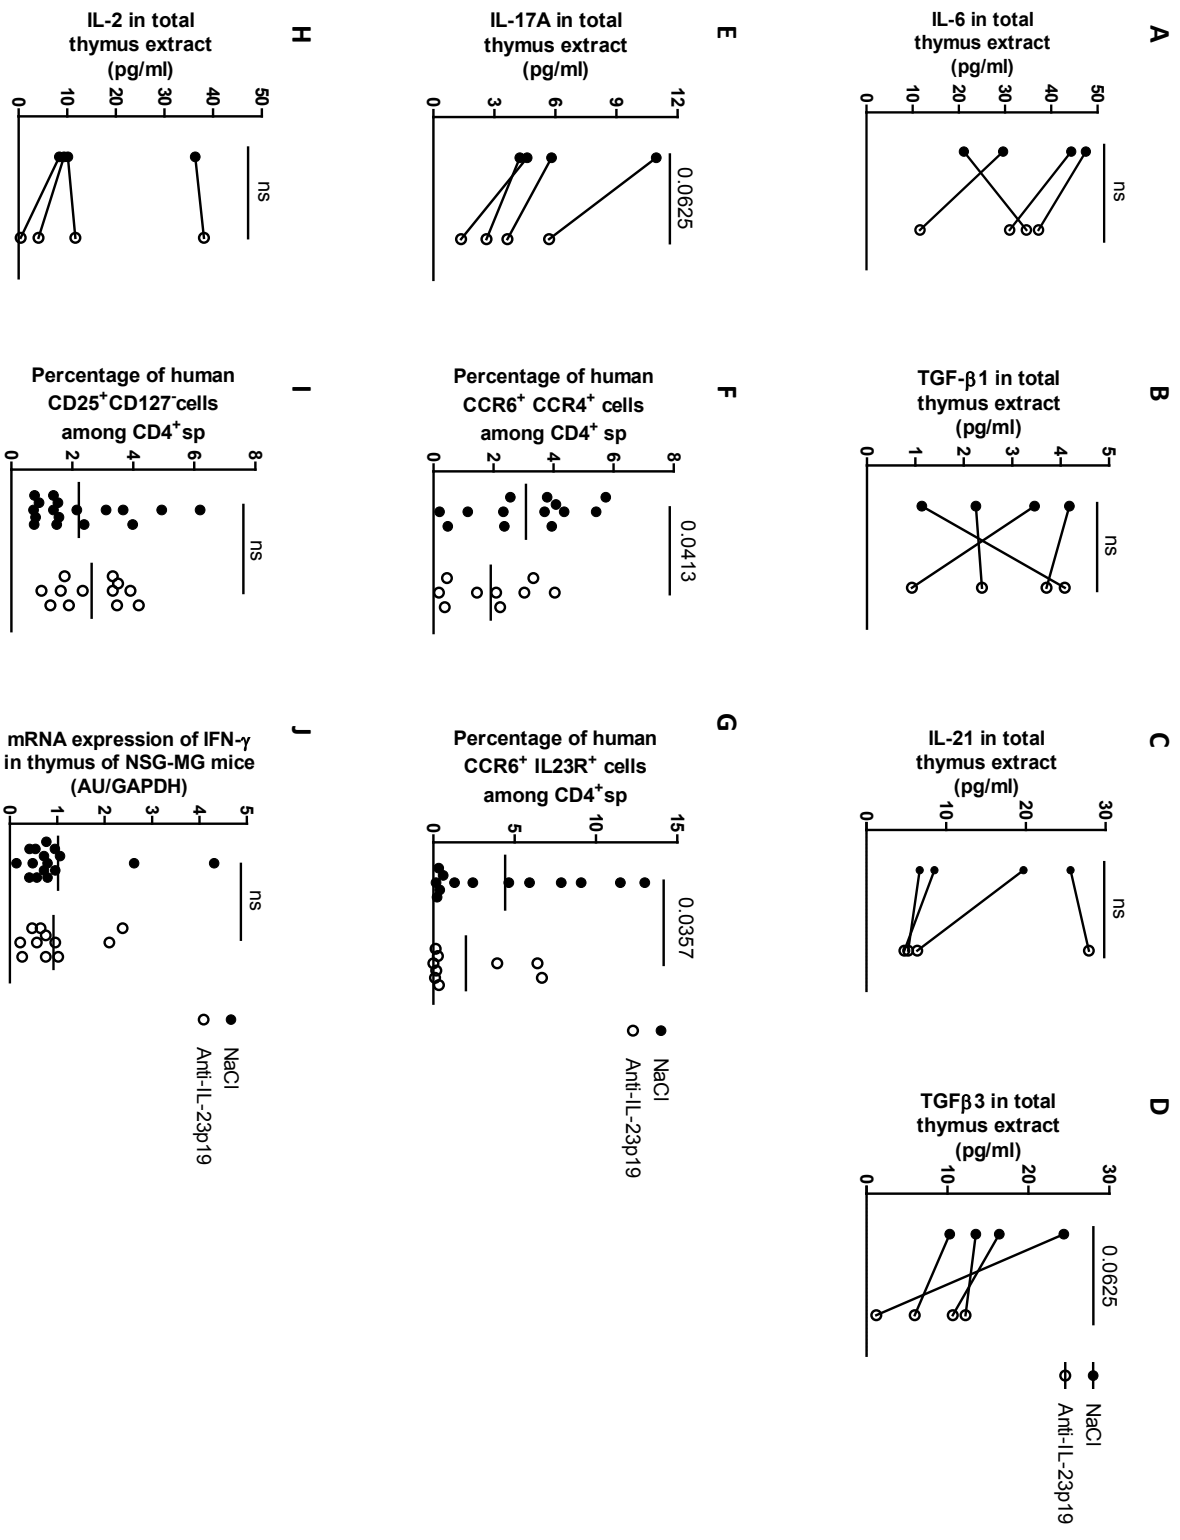 A
IL-6 in total
thymus extract
(pg/ml)
0
10
20
30
40
50
ns
B
TGF-β1 in total
thymus extract
(pg/ml)
0
1
2
3
4
5
ns
C
IL-21 in total
thymus extract
(pg/ml)
0
10
20
30
ns
D
TGFβ3 in total
thymus extract
(pg/ml)
0
10
20
30
0.0625
NaCl
Anti-IL-23p19
E
IL-17A in total
thymus extract
(pg/ml)
0
3
6
9
12
0.0625
F
Percentage of human
CCR6⁺ CCR4⁺ cells
among CD4⁺ sp
0
2
4
6
8
0.0413
G
Percentage of human
CCR6⁺ IL23R⁺ cells
among CD4⁺sp
0
5
10
15
0.0357
NaCl
Anti-IL-23p19
H
IL-2 in total
thymus extract
(pg/ml)
0
10
20
30
40
50
ns
I
Percentage of human
CD25⁺CD127⁻cells
among CD4⁺sp
0
2
4
6
8
ns
J
mRNA expression of IFN-γ
in thymus of NSG-MG mice
(AU/GAPDH)
0
1
2
3
4
5
ns
NaCl
Anti-IL-23p19